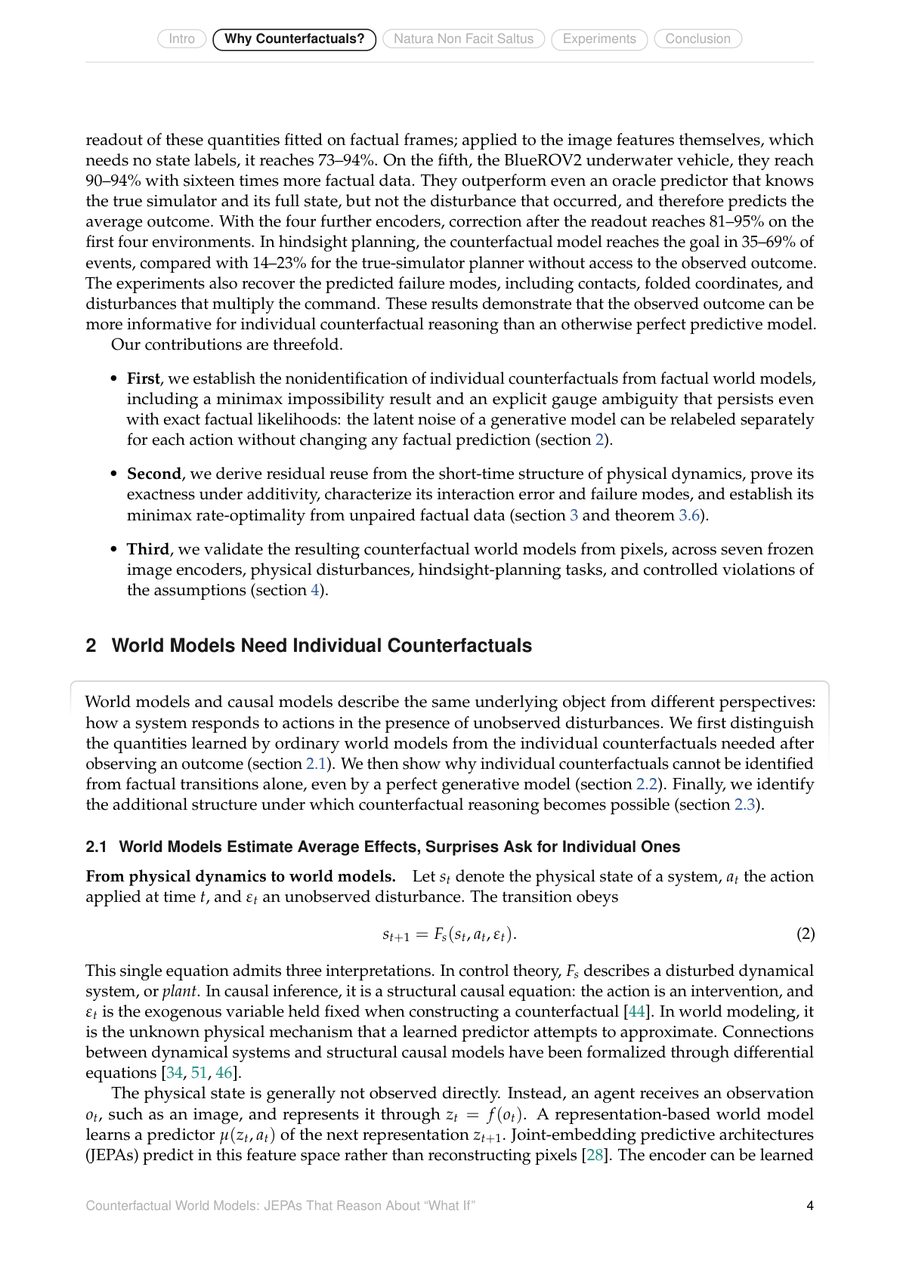 Intro
Why Counterfactuals?
Natura Non Facit Saltus
Experiments
Conclusion
readout of these quantities fitted on factual frames; applied to the image features themselves, which
needs no state labels, it reaches 73–94%. On the fifth, the BlueROV2 underwater vehicle, they reach
90–94% with sixteen times more factual data. They outperform even an oracle predictor that knows
the true simulator and its full state, but not the disturbance that occurred, and therefore predicts the
average outcome. With the four further encoders, correction after the readout reaches 81–95% on the
first four environments. In hindsight planning, the counterfactual model reaches the goal in 35–69% of
events, compared with 14–23% for the true-simulator planner without access to the observed outcome.
The experiments also recover the predicted failure modes, including contacts, folded coordinates, and
disturbances that multiply the command. These results demonstrate that the observed outcome can be
more informative for individual counterfactual reasoning than an otherwise perfect predictive model.
Our contributions are threefold.
• First, we establish the nonidentification of individual counterfactuals from factual world models,
including a minimax impossibility result and an explicit gauge ambiguity that persists even
with exact factual likelihoods: the latent noise of a generative model can be relabeled separately
for each action without changing any factual prediction (section 2).
• Second, we derive residual reuse from the short-time structure of physical dynamics, prove its
exactness under additivity, characterize its interaction error and failure modes, and establish its
minimax rate-optimality from unpaired factual data (section 3 and theorem 3.6).
• Third, we validate the resulting counterfactual world models from pixels, across seven frozen
image encoders, physical disturbances, hindsight-planning tasks, and controlled violations of
the assumptions (section 4).
2 World Models Need Individual Counterfactuals
World models and causal models describe the same underlying object from different perspectives:
how a system responds to actions in the presence of unobserved disturbances. We first distinguish
the quantities learned by ordinary world models from the individual counterfactuals needed after
observing an outcome (section 2.1). We then show why individual counterfactuals cannot be identified
from factual transitions alone, even by a perfect generative model (section 2.2). Finally, we identify
the additional structure under which counterfactual reasoning becomes possible (section 2.3).
2.1 World Models Estimate Average Effects, Surprises Ask for Individual Ones
From physical dynamics to world models. Let sₜ denote the physical state of a system, aₜ the action
applied at time t, and εₜ an unobserved disturbance. The transition obeys
sₜ₊₁ = Fₛ(sₜ, aₜ, εₜ). (2)
This single equation admits three interpretations. In control theory, Fₛ describes a disturbed dynamical
system, or plant. In causal inference, it is a structural causal equation: the action is an intervention, and
εₜ is the exogenous variable held fixed when constructing a counterfactual [44]. In world modeling, it
is the unknown physical mechanism that a learned predictor attempts to approximate. Connections
between dynamical systems and structural causal models have been formalized through differential
equations [34, 51, 46].
The physical state is generally not observed directly. Instead, an agent receives an observation
oₜ, such as an image, and represents it through zₜ = f(oₜ). A representation-based world model
learns a predictor μ(zₜ, aₜ) of the next representation zₜ₊₁. Joint-embedding predictive architectures
(JEPAs) predict in this feature space rather than reconstructing pixels [28]. The encoder can be learned
Counterfactual World Models: JEPAs That Reason About “What If”
4